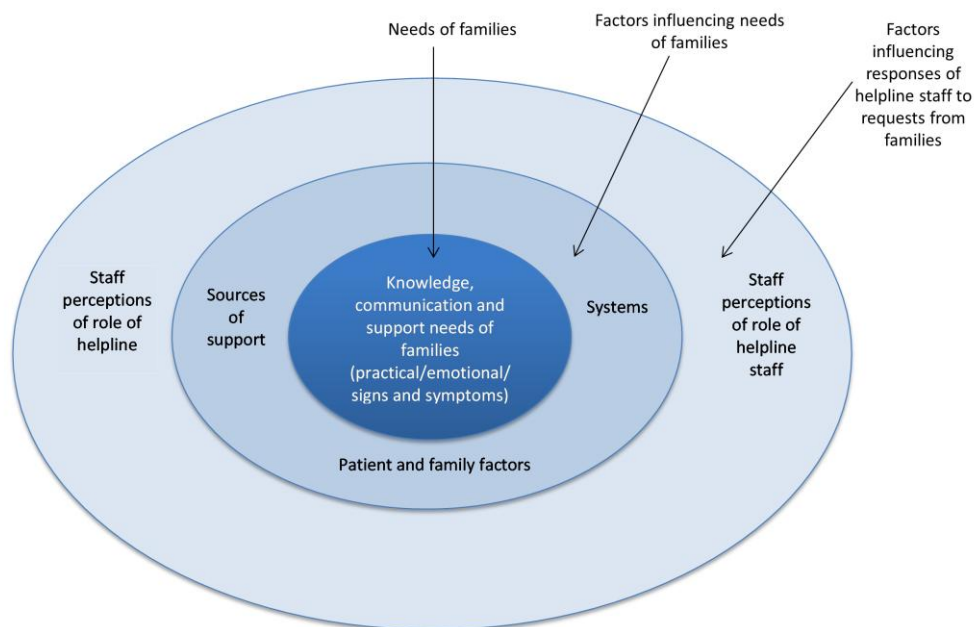 Needs of families
Factors influencing needs
of families
Factors
influencing
responses of
helpline staff to
requests from
families
Staff
perceptions
of role of
helpline
Sources
of
support
Knowledge,
communication and
support needs of
families
(practical/emotional/
signs and symptoms)
Systems
Staff
perceptions
of role of
helpline
staff
Patient and family factors